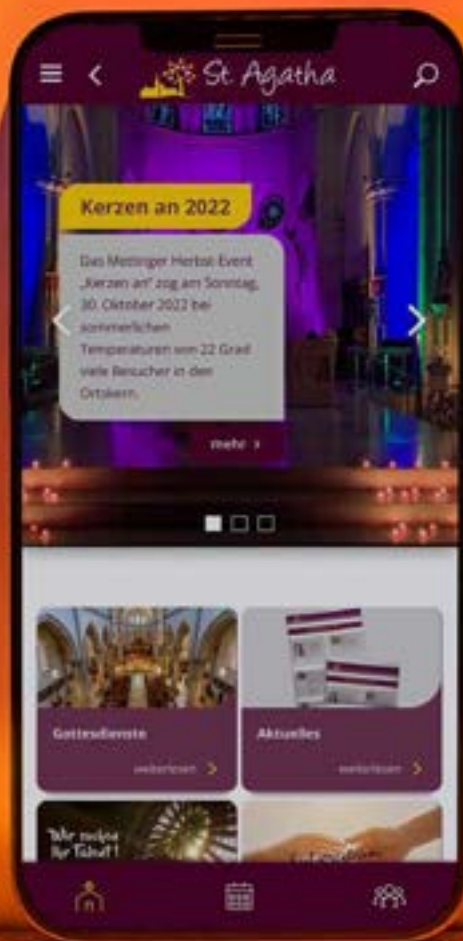 St. Agatha
Kerzen an 2022
Das Mettinger Herbst-Event
„Kerzen an“ zog am Sonntag,
30. Oktober 2022 bei
sommerlichen
Temperaturen von 22 Grad
viele Besucher in den
Ortskern.
mehr
Gottesdienste
Aktuelles
weiterlesen
weiterlesen
Wir suchen
Ihr Talent!